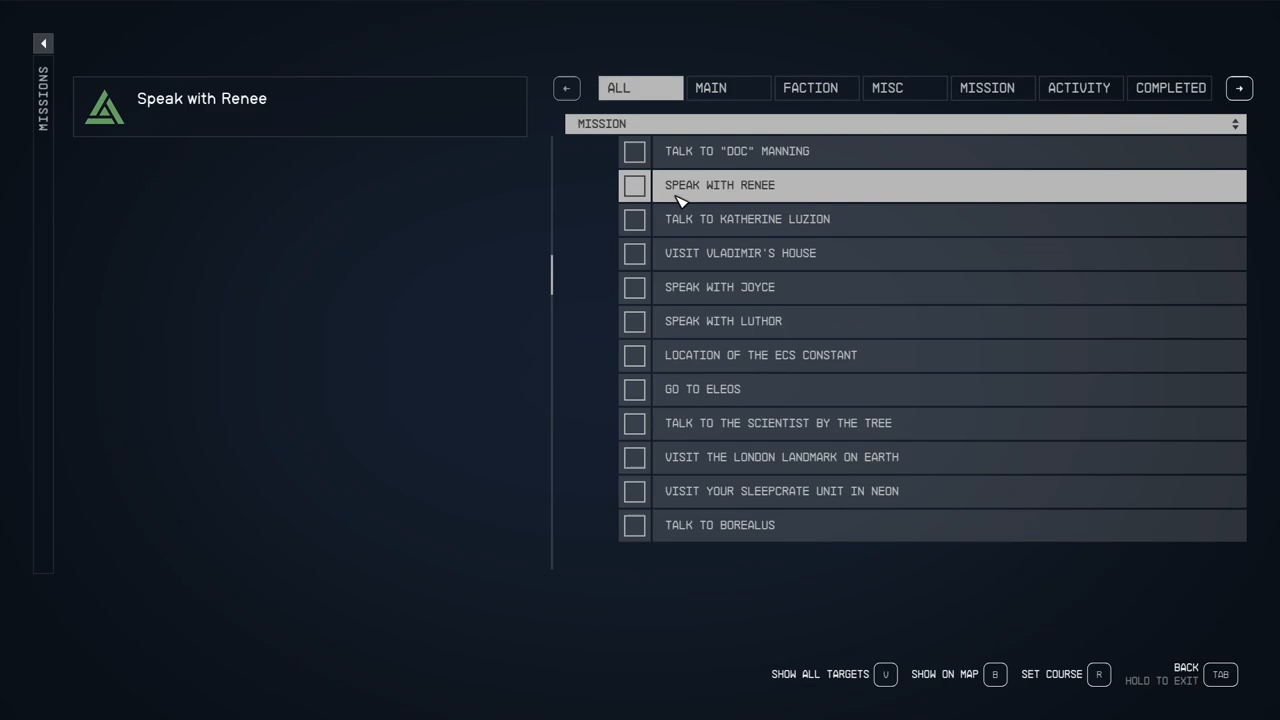 MISSIONS
Speak with Renee
ALL
MAIN
FACTION
MISC
MISSION
ACTIVITY
COMPLETED
MISSION
TALK TO "DOC" MANNING
SPEAK WITH RENEE
TALK TO KATHERINE LUZION
VISIT VLADIMIR'S HOUSE
SPEAK WITH JOYCE
SPEAK WITH LUTHOR
LOCATION OF THE ECS CONSTANT
GO TO ELEOS
TALK TO THE SCIENTIST BY THE TREE
VISIT THE LONDON LANDMARK ON EARTH
VISIT YOUR SLEEPCRATE UNIT IN NEON
TALK TO BOREALUS
SHOW ALL TARGETS V
SHOW ON MAP B
SET COURSE R
BACK
HOLD TO EXIT
TAB